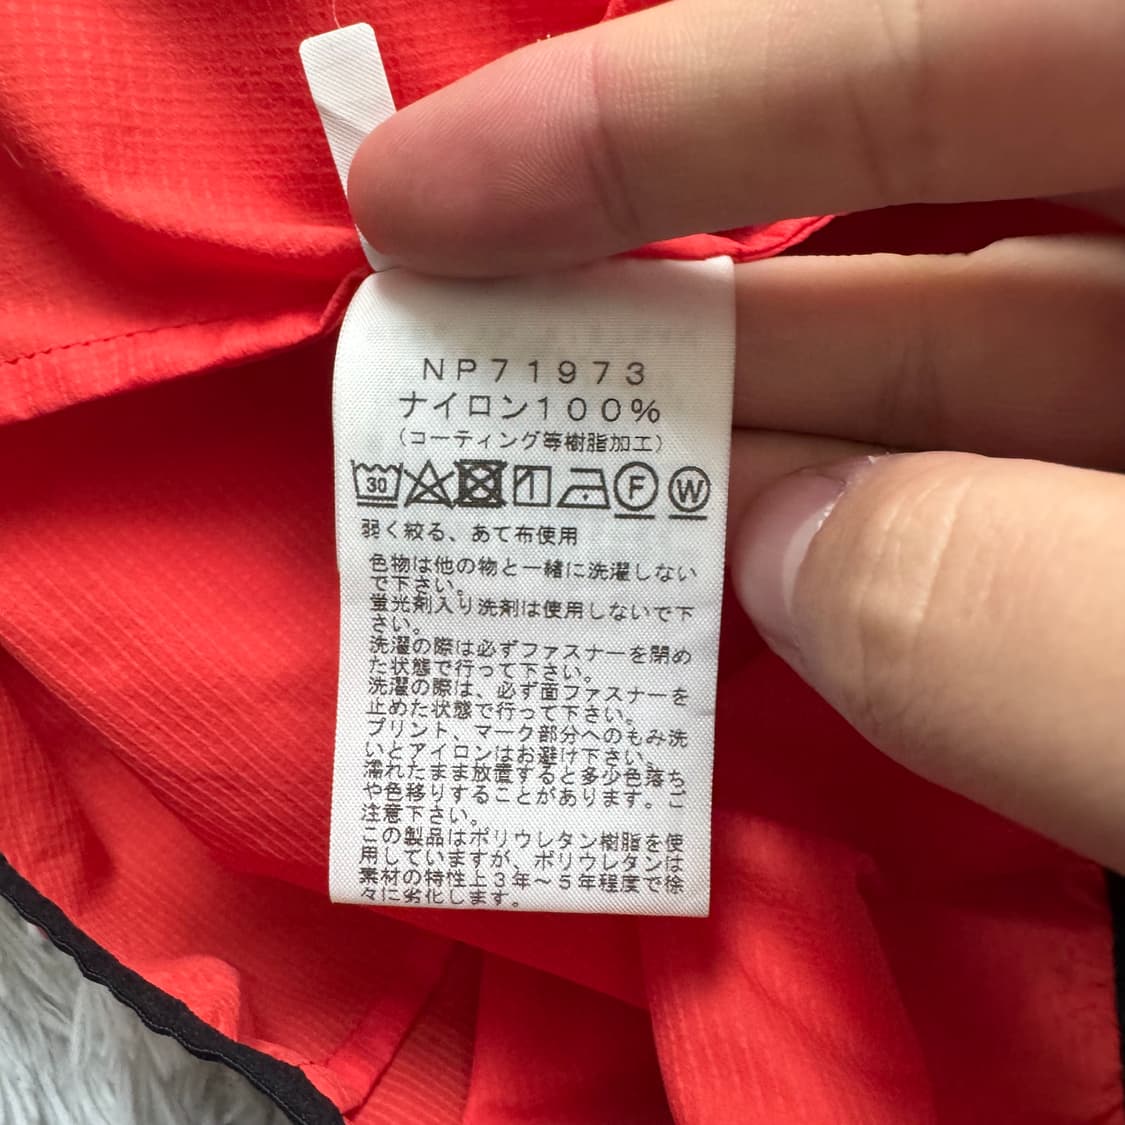 NP71973
ナイロン100%
（コーティング等樹脂加工）
30 F W
弱く絞る、あて布使用
色物は他の物と一緒に洗濯しない
で下さい。
蛍光剤入り洗剤は使用しないで下
さい。
洗濯の際は必ずファスナーを閉め
た状態で行って下さい。
洗濯の際は、必ず面ファスナーを
止めた状態で行って下さい。
プリント、マーク部分へのもみ洗
いとアイロンはお避け下さい。
濡れたまま放置すると多少色落ち
や色移りすることがあります。ご
注意下さい。
この製品はポリウレタン樹脂を使
用していますが、ポリウレタンは
素材の特性上3年～5年程度で徐
々に劣化します。